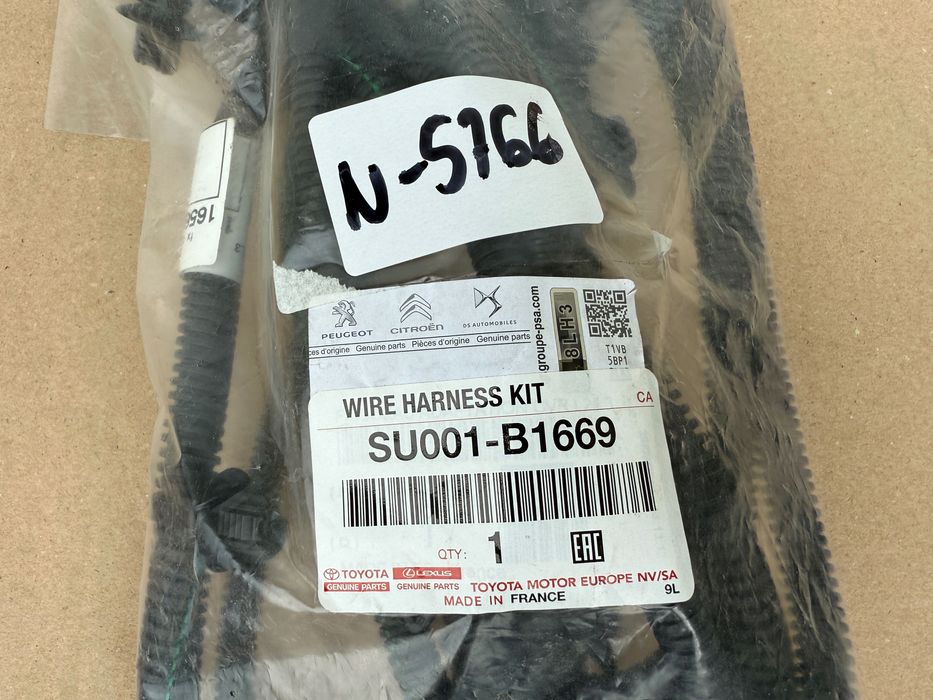 N-5766
1656
PEUGEOT
CITROËN
DS AUTOMOBILES
groupe-psa.com
8LH3
T1VB
5BP1
ces d'origine Genuine parts Pièces d'origine Genuine parts
WIRE HARNESS KIT
CA
SU001-B1669
QTY: 1
EAC
TOYOTA
GENUINE PARTS
LEXUS
GENUINE PARTS
TOYOTA MOTOR EUROPE NV/SA
MADE IN FRANCE
9L